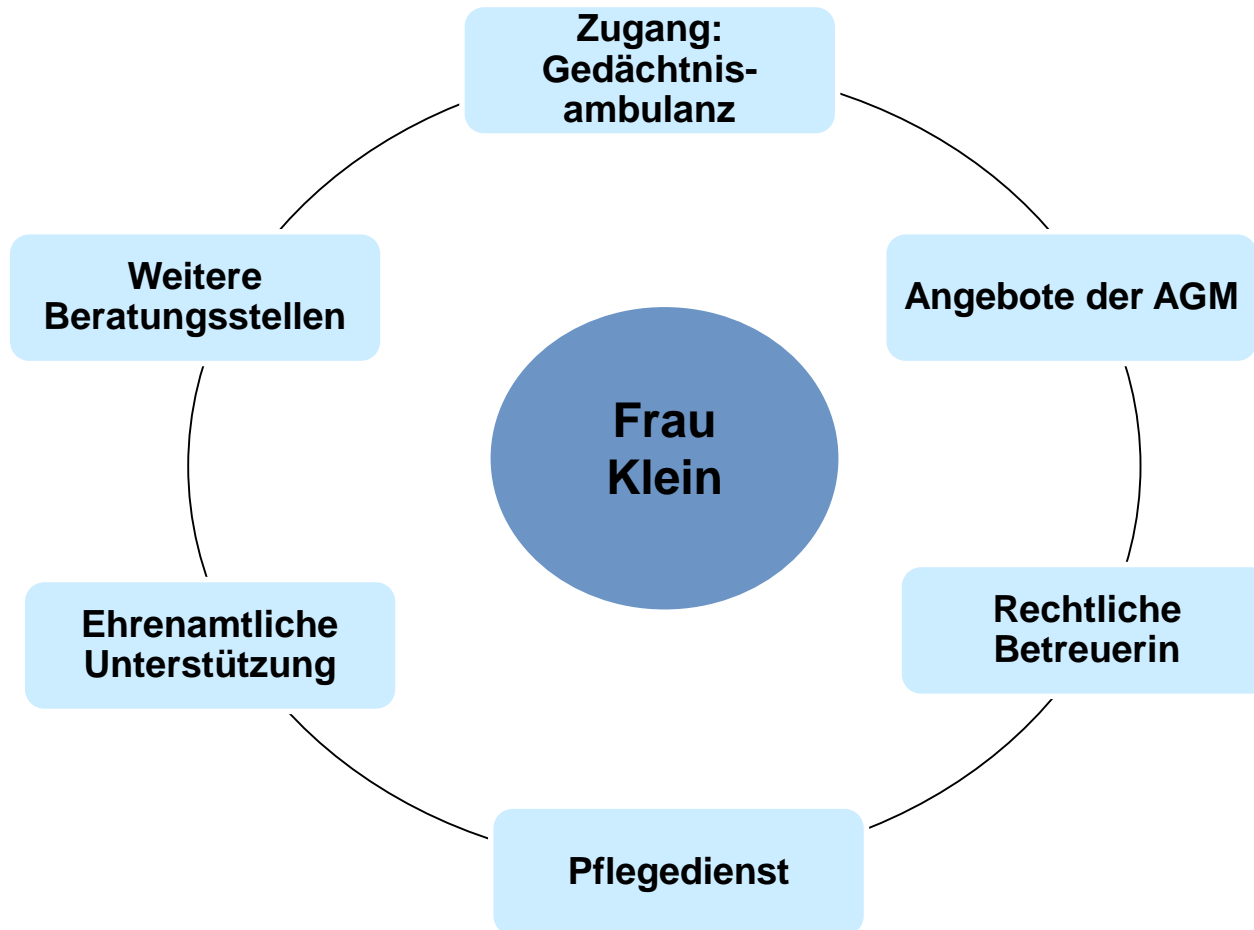 Zugang:
Gedächtnis-
ambulanz
Weitere
Beratungsstellen
Angebote der AGM
Frau
Klein
Ehrenamtliche
Unterstützung
Rechtliche
Betreuerin
Pflegedienst